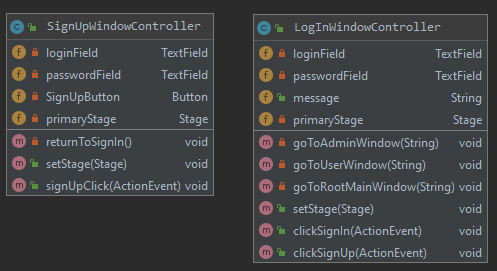 SignUpWindowController
loginField TextField
passwordField TextField
SignUpButton Button
primaryStage Stage
returnToSignIn() void
setStage(Stage) void
signUpClick(ActionEvent) void
LogInWindowController
loginField TextField
passwordField TextField
message String
primaryStage Stage
goToAdminWindow(String) void
goToUserWindow(String) void
goToRootMainWindow(String) void
setStage(Stage) void
clickSignIn(ActionEvent) void
clickSignUp(ActionEvent) void